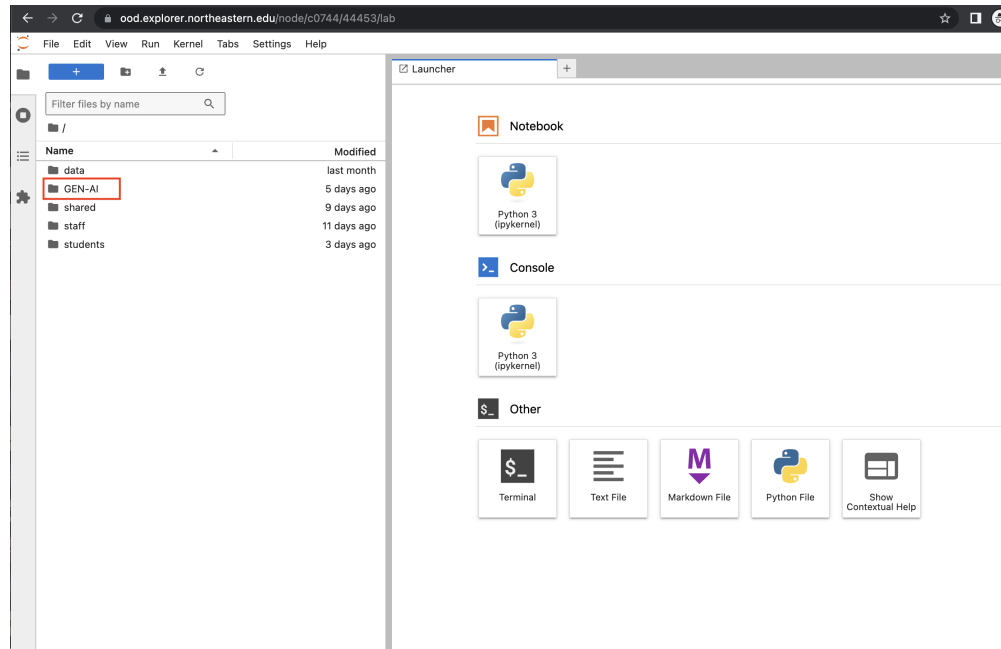 ood.explorer.northeastern.edu/node/c0744/44453/lab
File Edit View Run Kernel Tabs Settings Help
+
Filter files by name
/
Name Modified
data last month
GEN-AI 5 days ago
shared 9 days ago
staff 11 days ago
students 3 days ago
Launcher +
Notebook
Python 3
(ipykernel)
>_ Console
Python 3
(ipykernel)
$_ Other
$_
Terminal
Text File
M
Markdown File
Python File
Show
Contextual Help